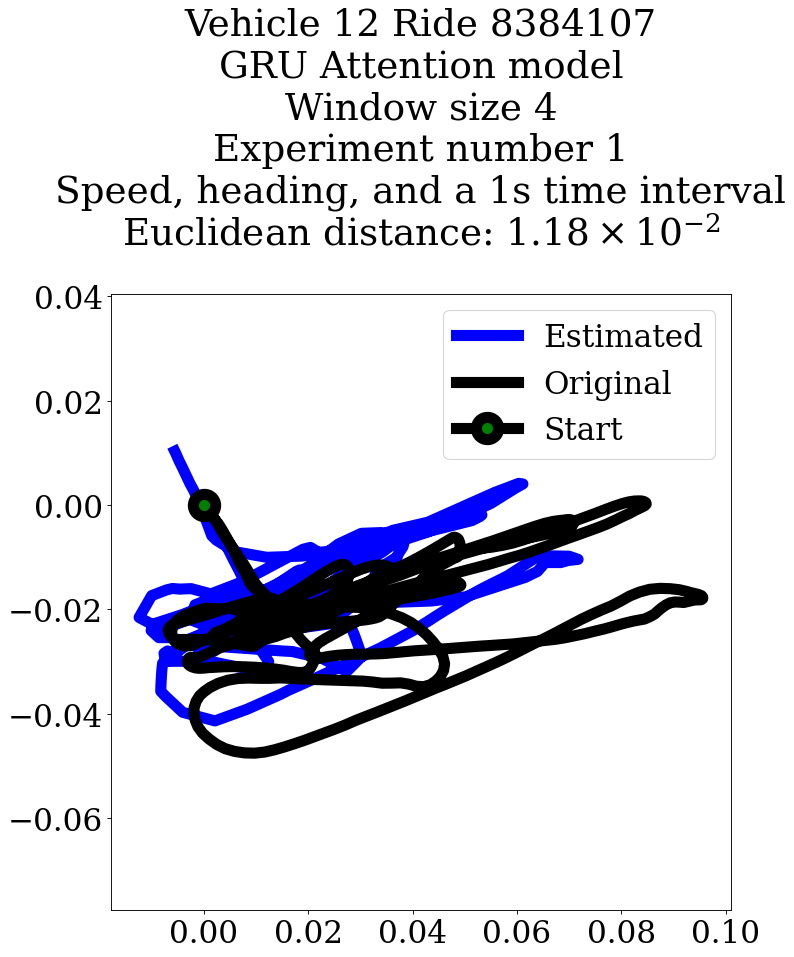 Vehicle 12 Ride 8384107
GRU Attention model
Window size 4
Experiment number 1
Speed, heading, and a 1s time interval
Euclidean distance: 1.18 × 10⁻²
0.04
Estimated
0.02
Original
Start
0.00
−0.02
−0.04
−0.06
0.00 0.02 0.04 0.06 0.08 0.10